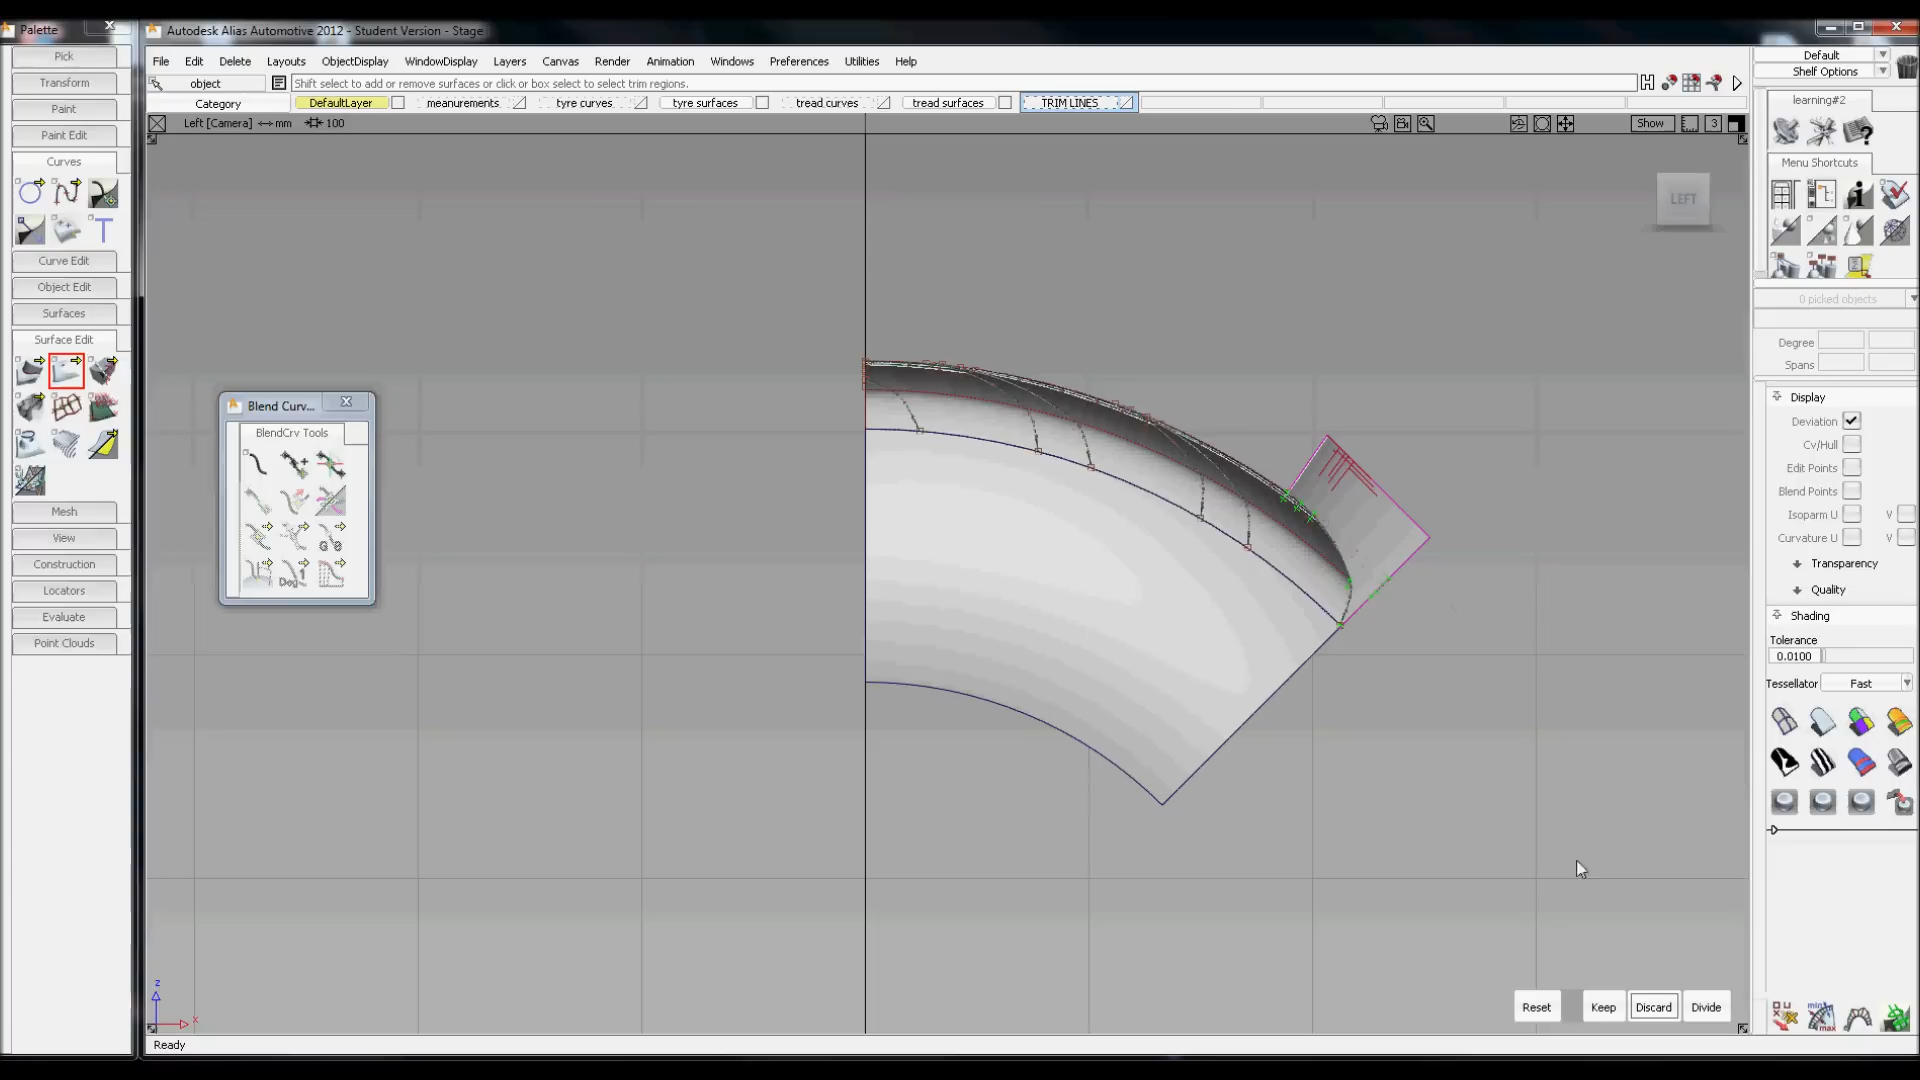 Palette
Autodesk Alias Automotive 2012 - Student Version - Stage
Pick
Transform
Paint
Paint Edit
Curves
Curve Edit
Object Edit
Surfaces
Surface Edit
Mesh
View
Construction
Locators
Evaluate
Point Clouds
File Edit Delete Layouts ObjectDisplay WindowDisplay Layers Canvas Render Animation Windows Preferences Utilities Help
object
Shift select to add or remove surfaces or click or box select to select trim regions.
Category DefaultLayer meanurements tyre curves tyre surfaces tread curves tread surfaces TRIM LINES
Left [Camera] mm 100
Show
3
LEFT
Blend Curv...
BlendCrv Tools
G 0
Deg 1
z
x
Reset
Keep
Discard
Divide
Ready
Default
Shelf Options
learning#2
Menu Shortcuts
0 picked objects
Degree
Spans
Display
Deviation
Cv/Hull
Edit Points
Blend Points
Isoparm U V
Curvature U V
Transparency
Quality
Shading
Tolerance
0.0100
Tessellator Fast